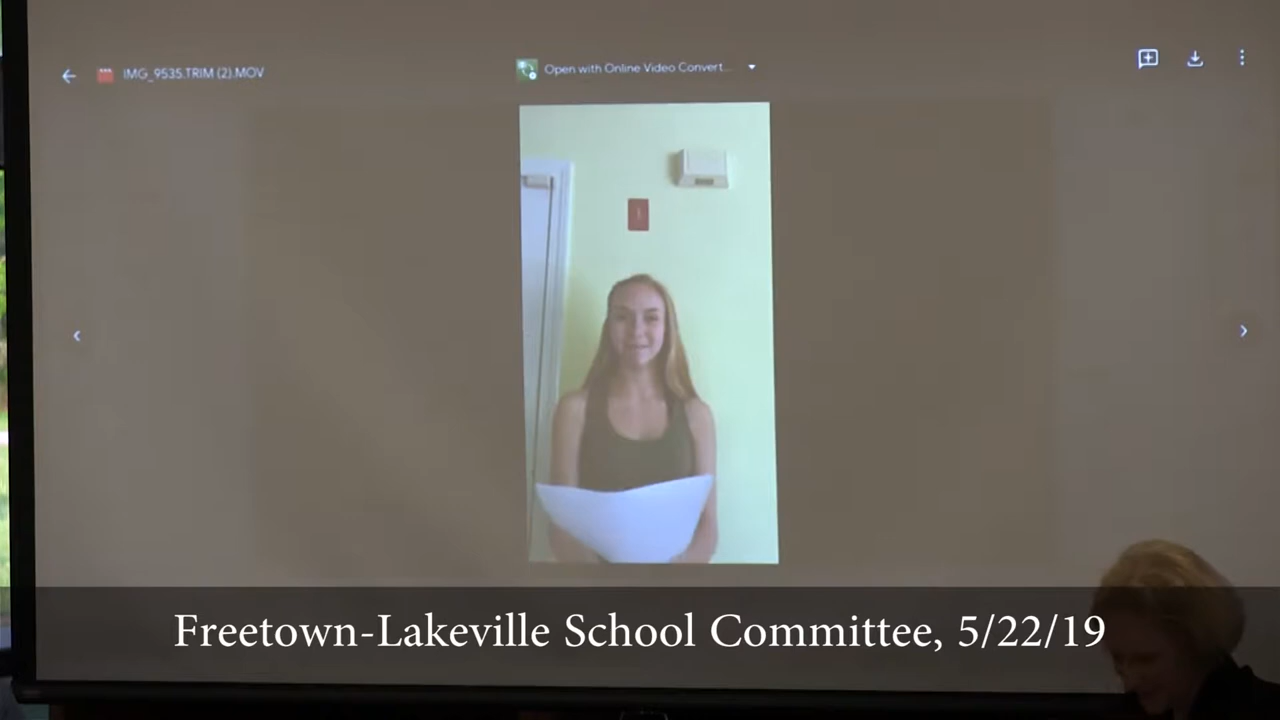 IMG_9535.TRIM (2).MOV
Open with Online Video Convert...
Freetown-Lakeville School Committee, 5/22/19